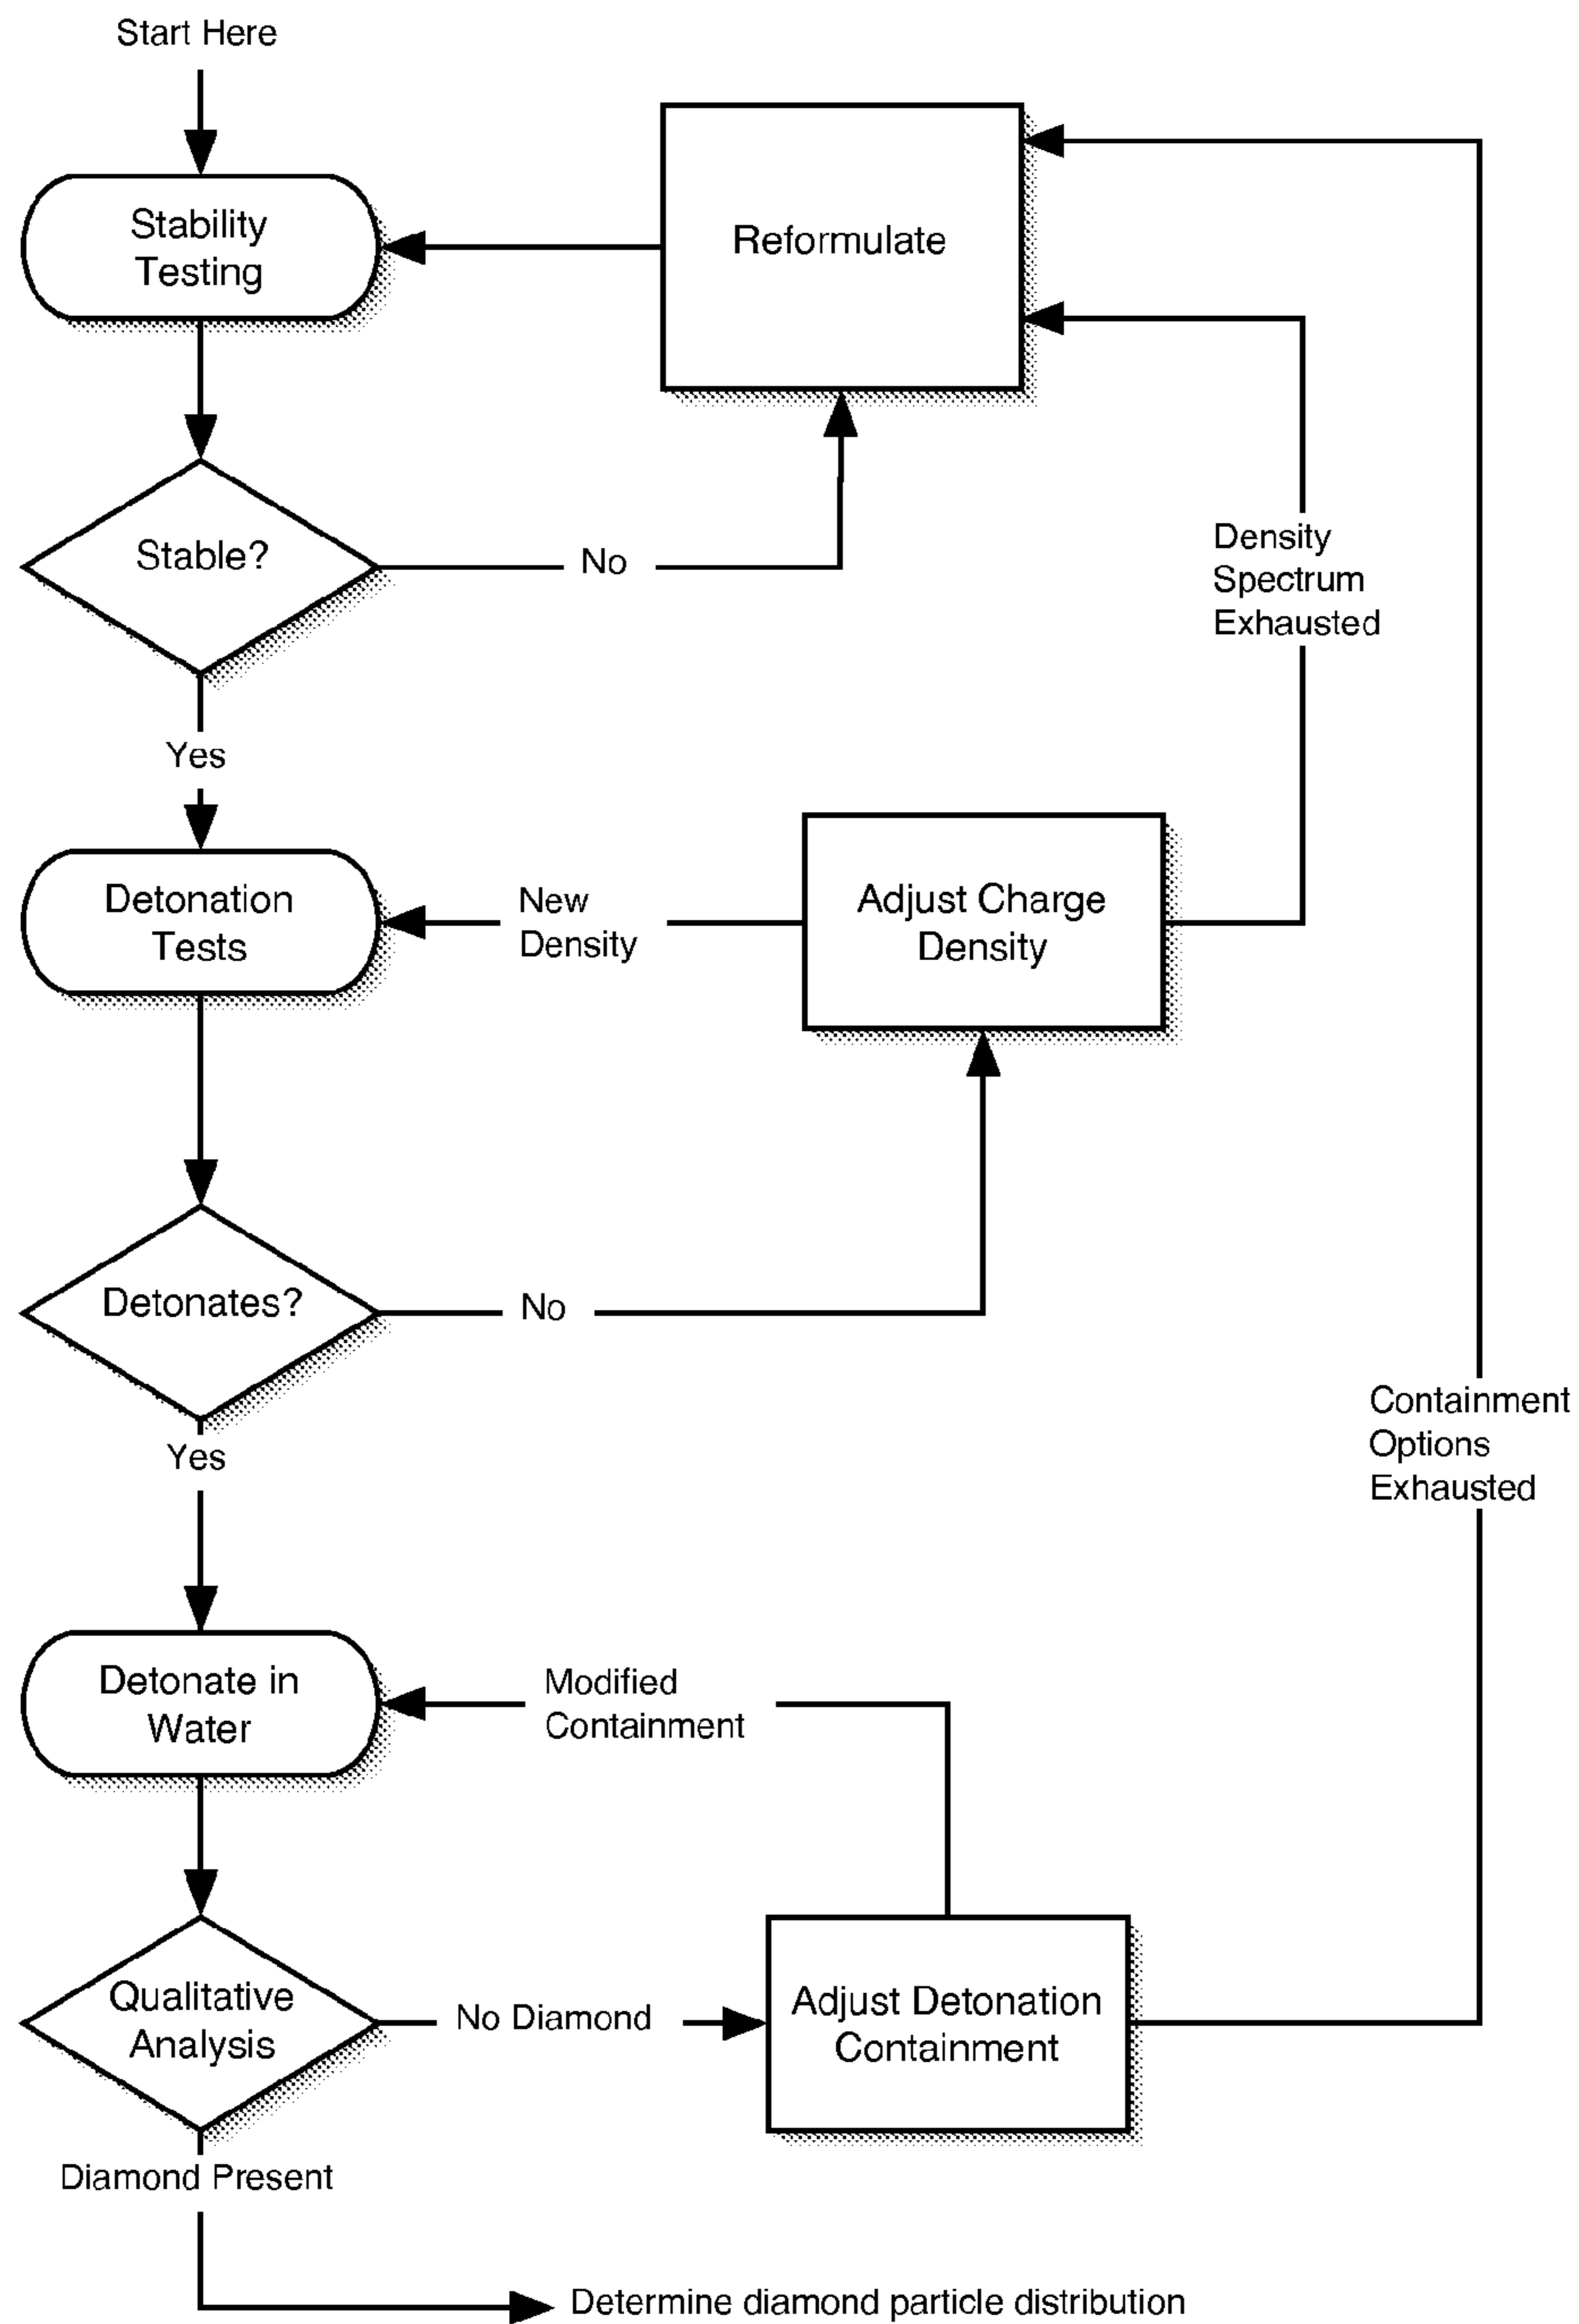 Start Here
Stability
Testing
Reformulate
Stable?
No
Density
Spectrum
Exhausted
Yes
Detonation
Tests
New
Density
Adjust Charge
Density
Detonates?
No
Yes
Containment
Options
Exhausted
Detonate in
Water
Modified
Containment
Qualitative
Analysis
No Diamond
Adjust Detonation
Containment
Diamond Present
Determine diamond particle distribution